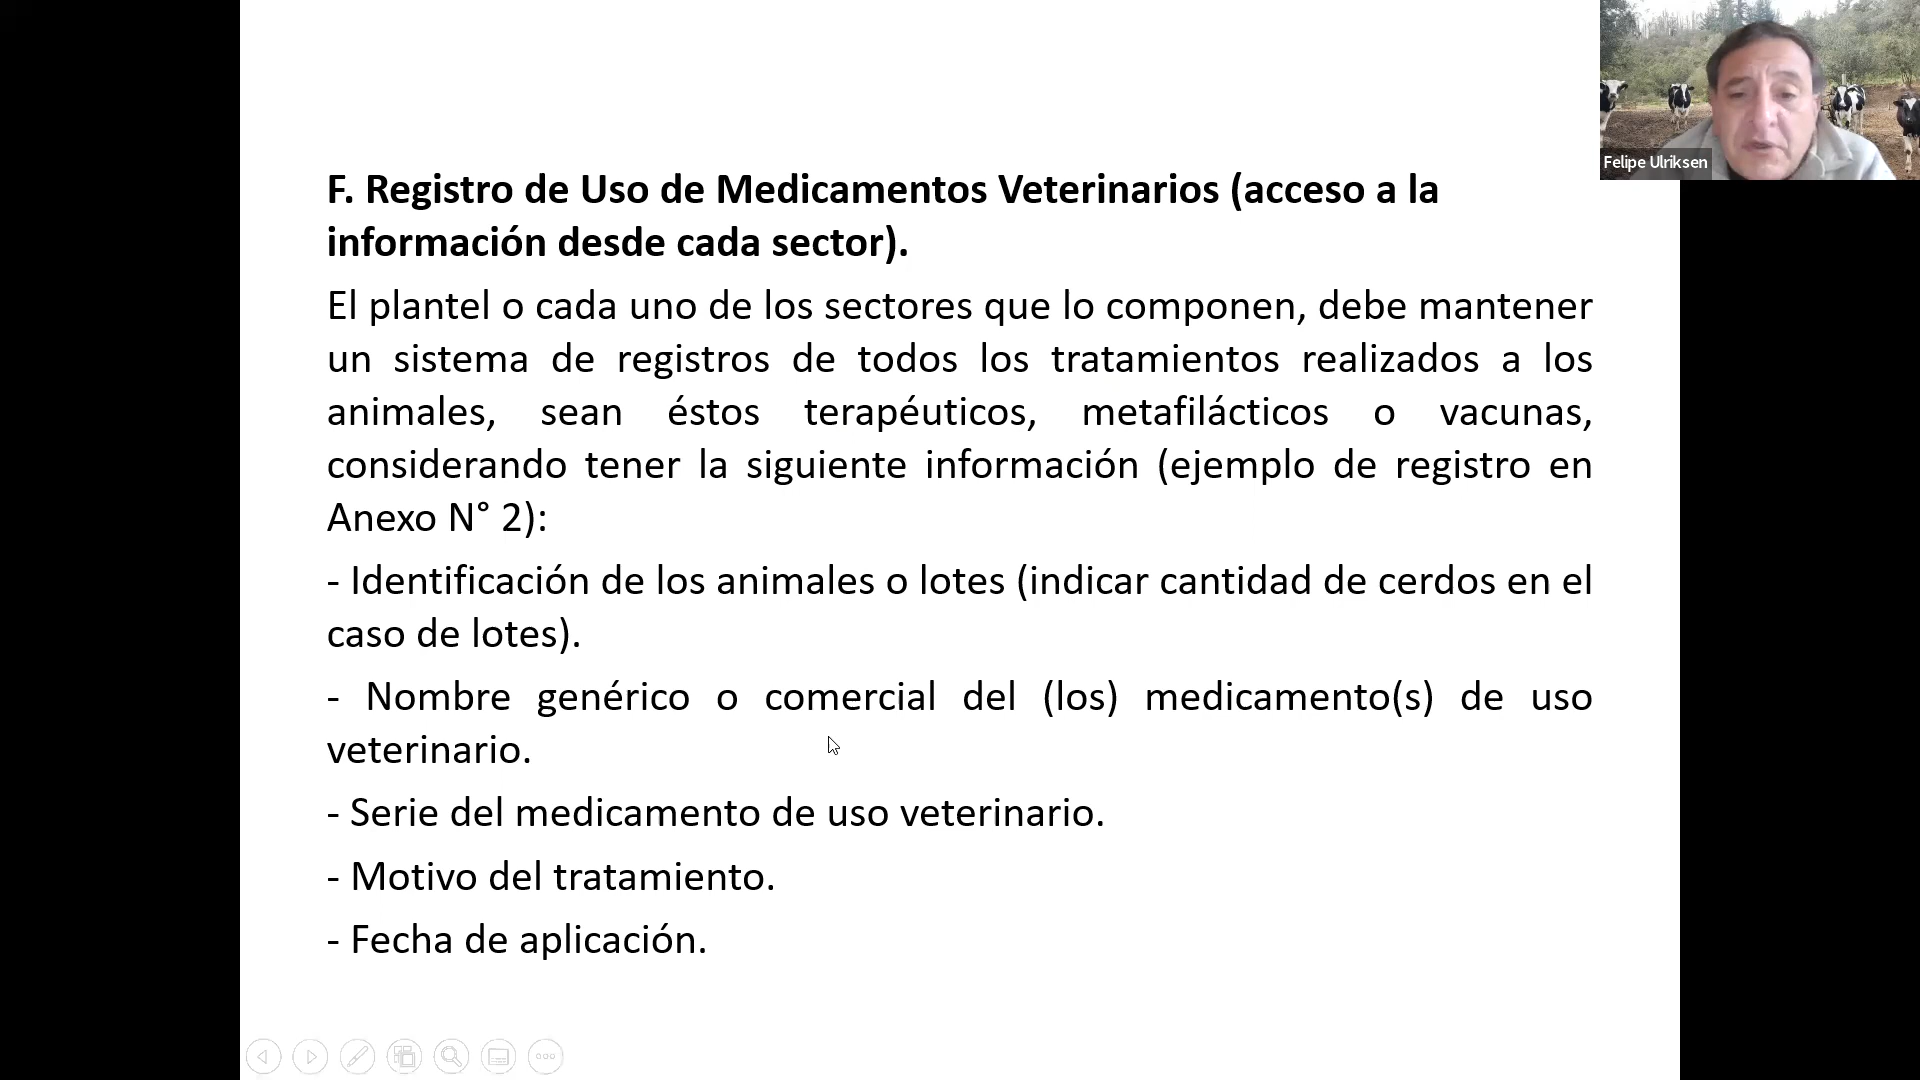 F. Registro de Uso de Medicamentos Veterinarios (acceso a la
información desde cada sector).
El plantel o cada uno de los sectores que lo componen, debe mantener
un sistema de registros de todos los tratamientos realizados a los
animales, sean éstos terapéuticos, metafilácticos o vacunas,
considerando tener la siguiente información (ejemplo de registro en
Anexo N° 2):
- Identificación de los animales o lotes (indicar cantidad de cerdos en el
caso de lotes).
- Nombre genérico o comercial del (los) medicamento(s) de uso
veterinario.
- Serie del medicamento de uso veterinario.
- Motivo del tratamiento.
- Fecha de aplicación.
Felipe Ulriksen